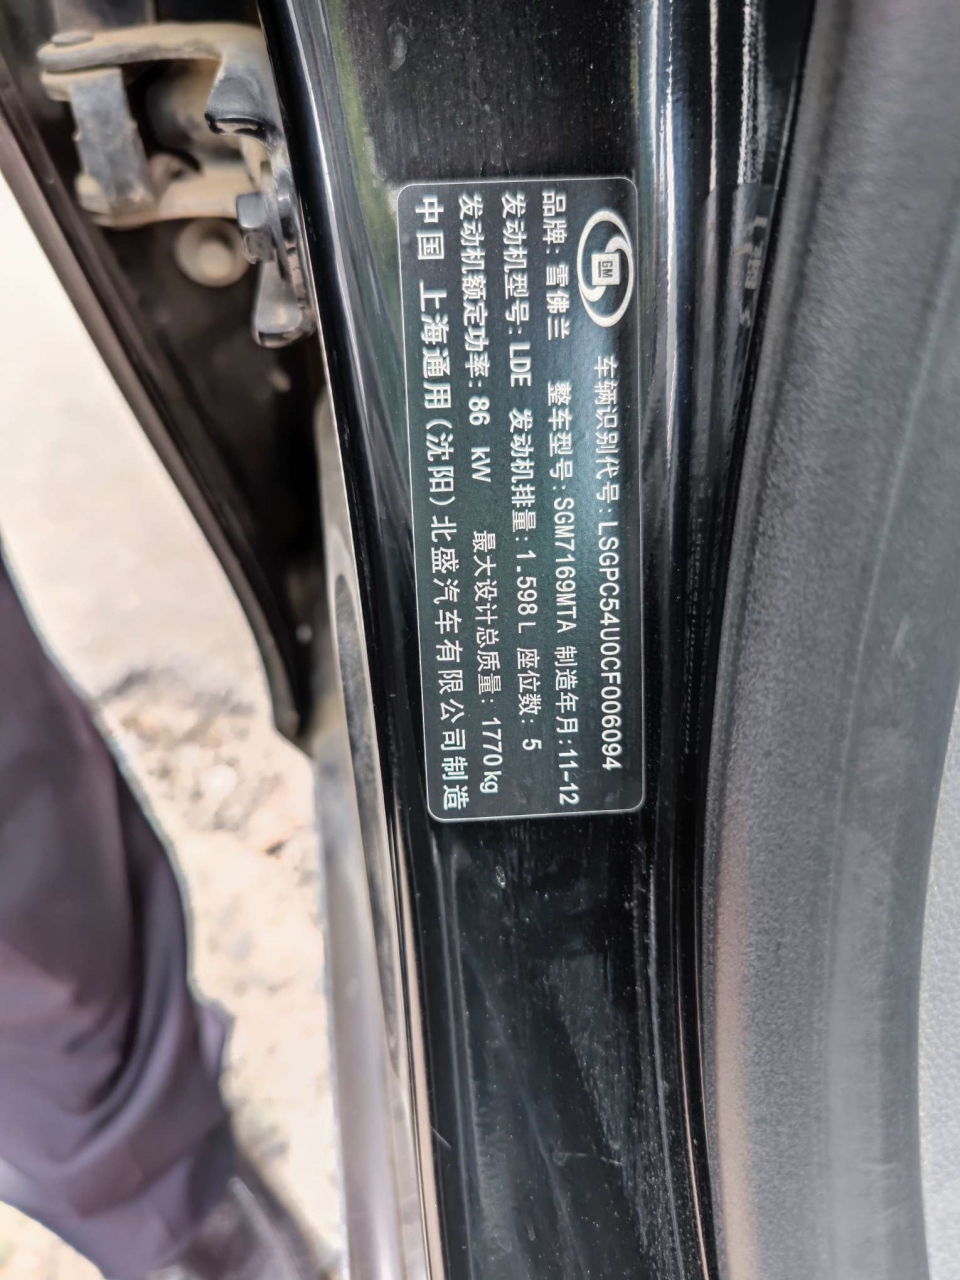 GM
车辆识别代号:LSGPC54U0CF006094
品牌: 雪佛兰 整车型号:SGM7169MTA 制造年月:11-12
发动机型号:LDE 发动机排量:1.598L 座位数:5
发动机额定功率:86 kW 最大设计总质量:1770kg
中国 上海通用(沈阳)北盛汽车有限公司制造